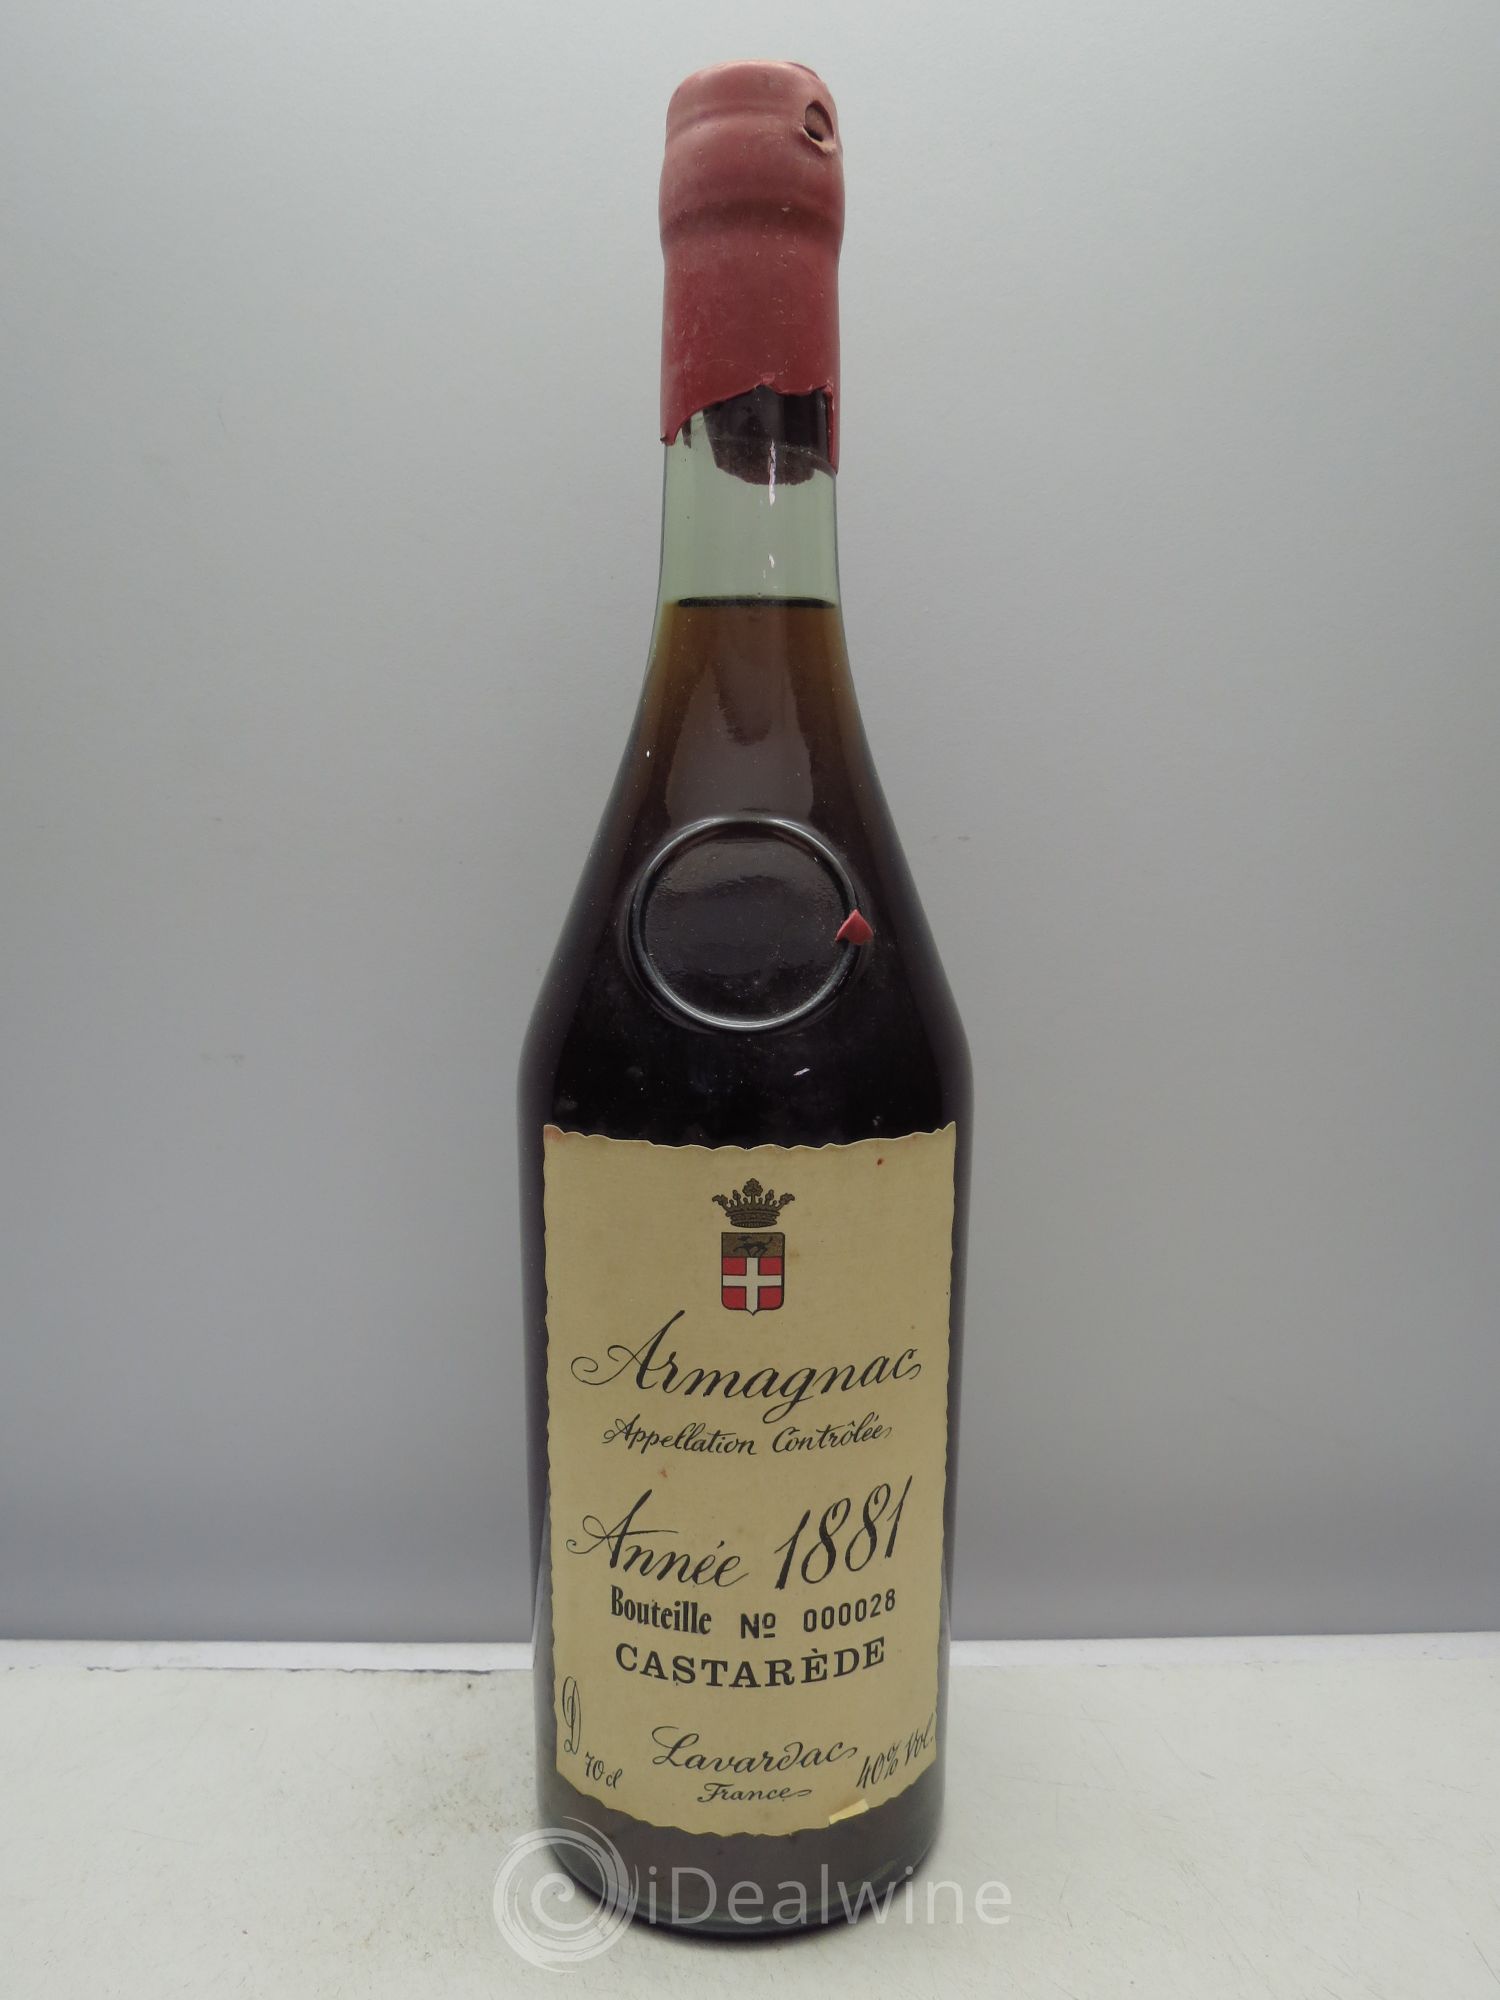 Armagnac
Appellation Contrôlée
Année 1881
Bouteille Nº 000028
CASTARÈDE
D
70 cl
Lavardac
France
40% vol.
iDealwine